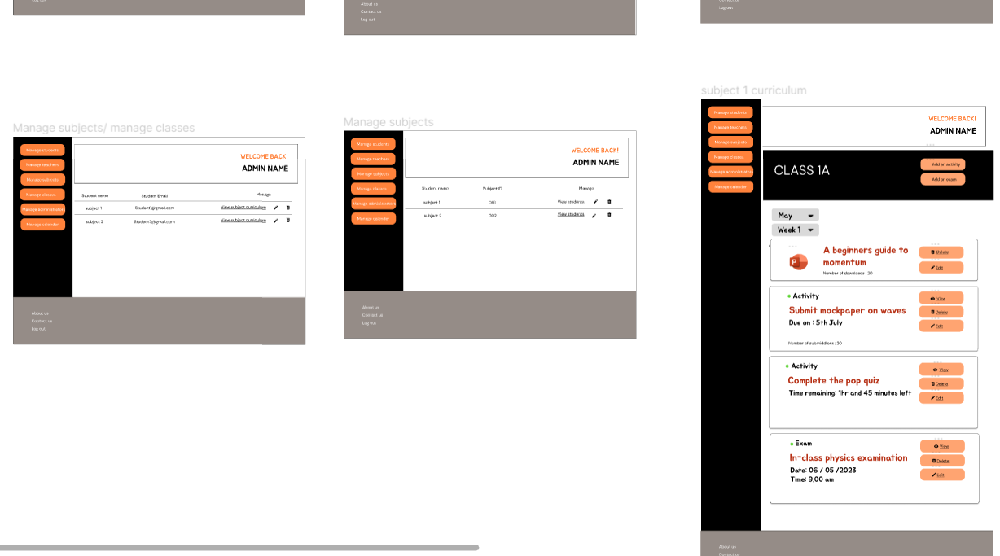 Log out
About us
Contact us
Log out
Contact us
Log out
Manage subjects/ manage classes
Manage students
Manage teachers
Manage subjects
Manage classes
Manage administrators
Manage calender
WELCOME BACK!
ADMIN NAME
Student name Student Email Manage
subject 1 Student1@gmail.com View subject curriculum
subject 2 Student1@gmail.com View subject curriculum
About us
Contact us
Log out
Manage subjects
Manage students
Manage teachers
Manage subjects
Manage classes
Manage administrators
Manage calender
WELCOME BACK!
ADMIN NAME
Student name Subject ID Manage
subject 1 001 View students
subject 2 002 View students
About us
Contact us
Log out
subject 1 curriculum
Manage students
Manage teachers
Manage subjects
Manage classes
Manage administrators
Manage calender
WELCOME BACK!
ADMIN NAME
CLASS 1A
Add an activity
Add an exam
May
Week 1
P
A beginners guide to
momentum
Number of downloads : 20
Delete
Edit
Activity
Submit mockpaper on waves
Due on : 5th July
Number of submiddions : 20
View
Delete
Edit
Activity
Complete the pop quiz
Time remaining: 1hr and 45 minutes left
View
Delete
Edit
Exam
In-class physics examination
Date: 06 / 05 /2023
Time: 9.00 am
View
Delete
Edit
About us
Contact us